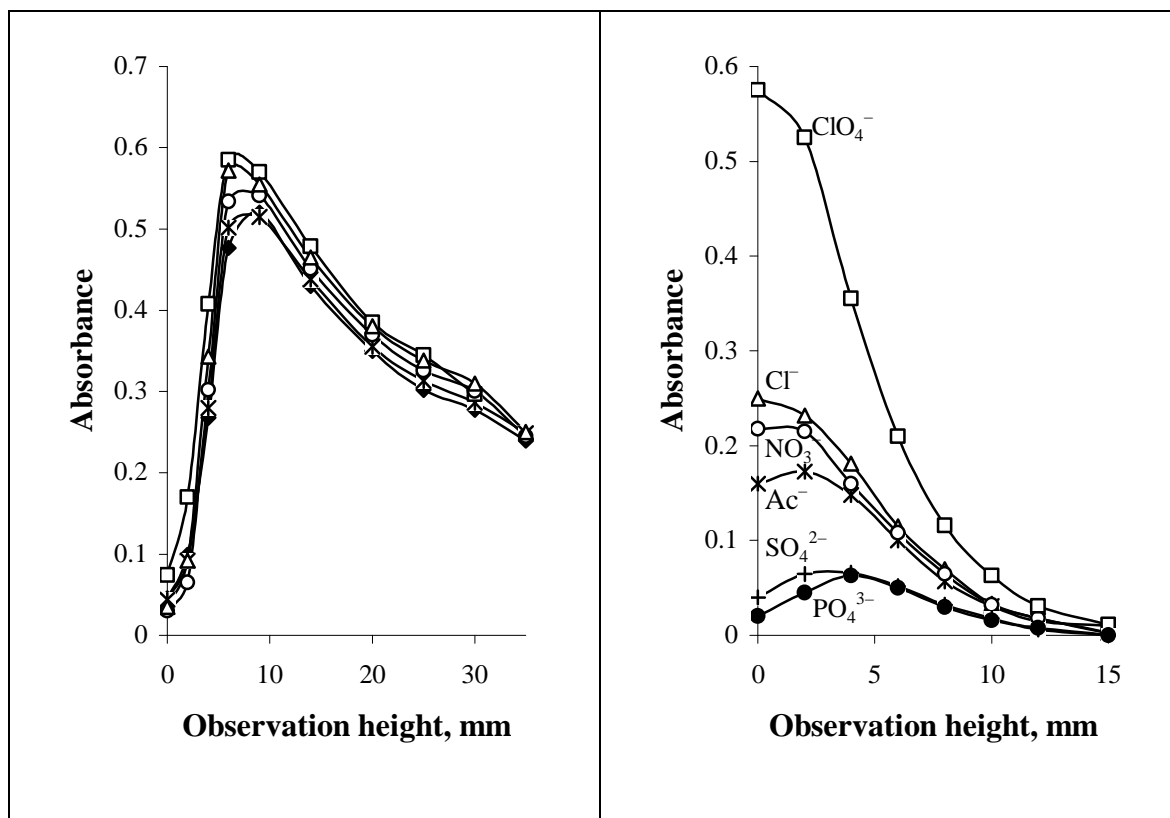 0.7
0.6
0.5
0.4
0.3
0.2
0.1
0
0 10 20 30
Absorbance
Observation height, mm
0.6
0.5
0.4
0.3
0.2
0.1
0
0 5 10 15
Absorbance
Observation height, mm
ClO₄⁻
Cl⁻
NO₃⁻
Ac⁻
SO₄²⁻
PO₄³⁻